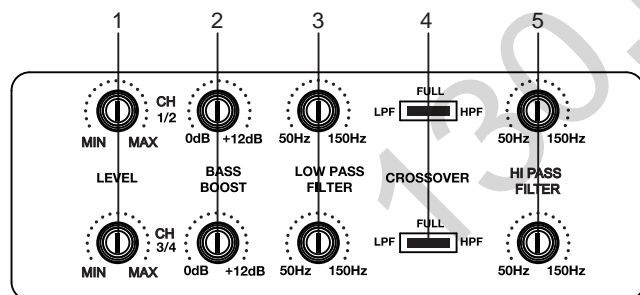 1 2 3 4 5
FULL
CH 1/2
LPF HPF
MIN MAX 0dB +12dB 50Hz 150Hz 50Hz 150Hz
LEVEL BASS BOOST LOW PASS FILTER CROSSOVER HI PASS FILTER
FULL
CH 3/4
LPF HPF
MIN MAX 0dB +12dB 50Hz 150Hz 50Hz 150Hz